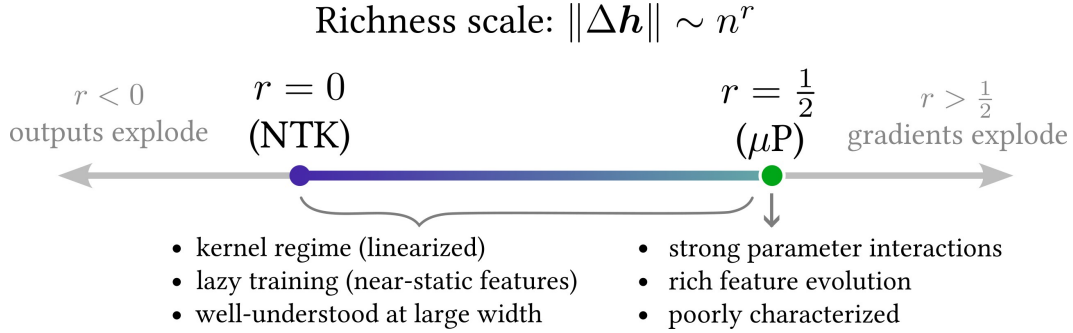 Richness scale: ‖Δh‖ ∼ n^r
r < 0
outputs explode
r = 0
(NTK)
r = 1/2
(μP)
r > 1/2
gradients explode
• kernel regime (linearized)
• lazy training (near-static features)
• well-understood at large width
• strong parameter interactions
• rich feature evolution
• poorly characterized